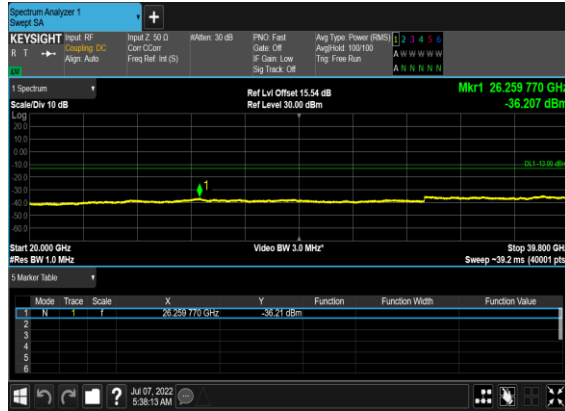 Spectrum Analyzer 1
Swept SA
+
KEYSIGHT Input: RF Input Z: 50 Ω #Atten: 30 dB PNO: Fast Avg Type: Power (RMS) 1 2 3 4 5 6
R T Coupling: DC Corr CCorr Gate: Off Avg|Hold: 100/100 A W W W W W
Align: Auto Freq Ref: Int (S) IF Gain: Low Trig: Free Run
Sig Track: Off A N N N N N
1 Spectrum
Ref Lvl Offset 15.54 dB Mkr1 26.259 770 GHz
Scale/Div 10 dB Ref Level 30.00 dBm -36.207 dBm
Log
20.0
10.0
0.00
-10.0 DL1 -13.00 dBm
-20.0
-30.0 1
-40.0
-50.0
-60.0
Start 20.000 GHz Video BW 3.0 MHz* Stop 39.800 GHz
#Res BW 1.0 MHz Sweep ~39.2 ms (40001 pts)
5 Marker Table
Mode Trace Scale X Y Function Function Width Function Value
1 N 1 f 26.259 770 GHz -36.21 dBm
2
3
4
5
6
? Jul 07, 2022
5:38:13 AM